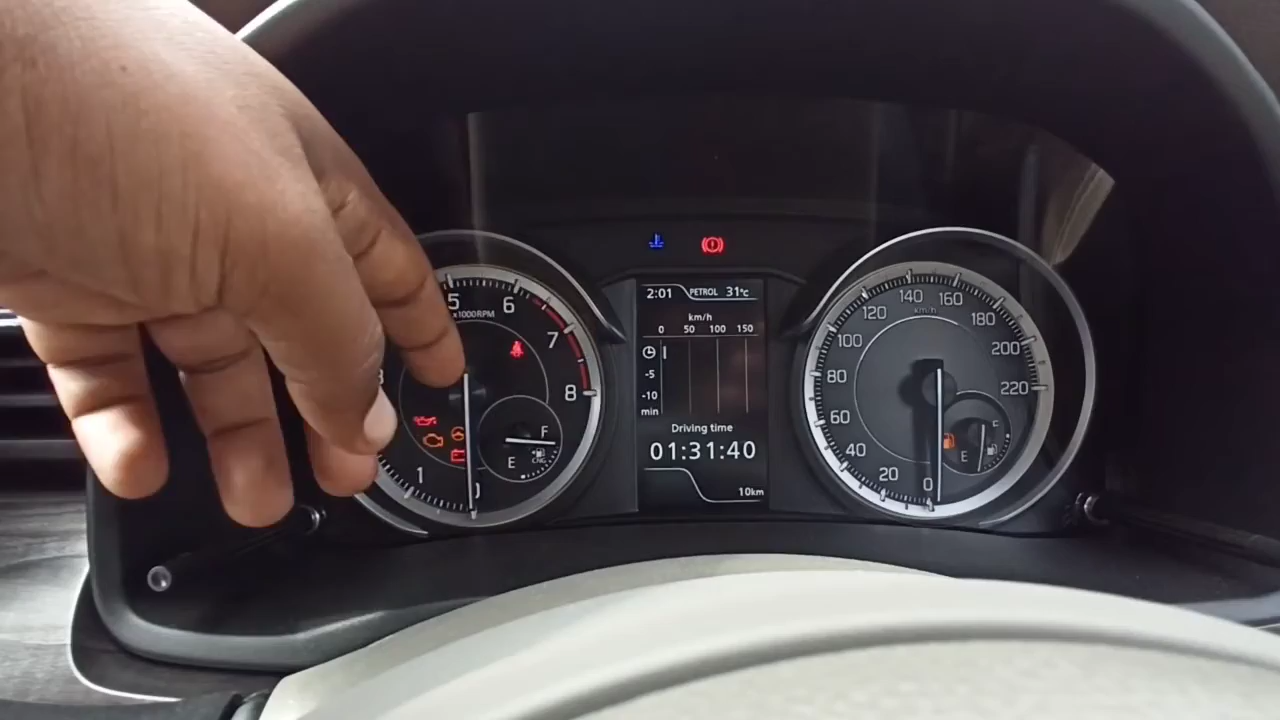 5 6 7 8
x1000RPM
1 0
F
E
CNG
2:01 PETROL 31°C
km/h
0 50 100 150
-5
-10
min
Driving time
01:31:40
10km
140 160
120 180
km/h
100 200
80 220
60
40
20
0
F
E